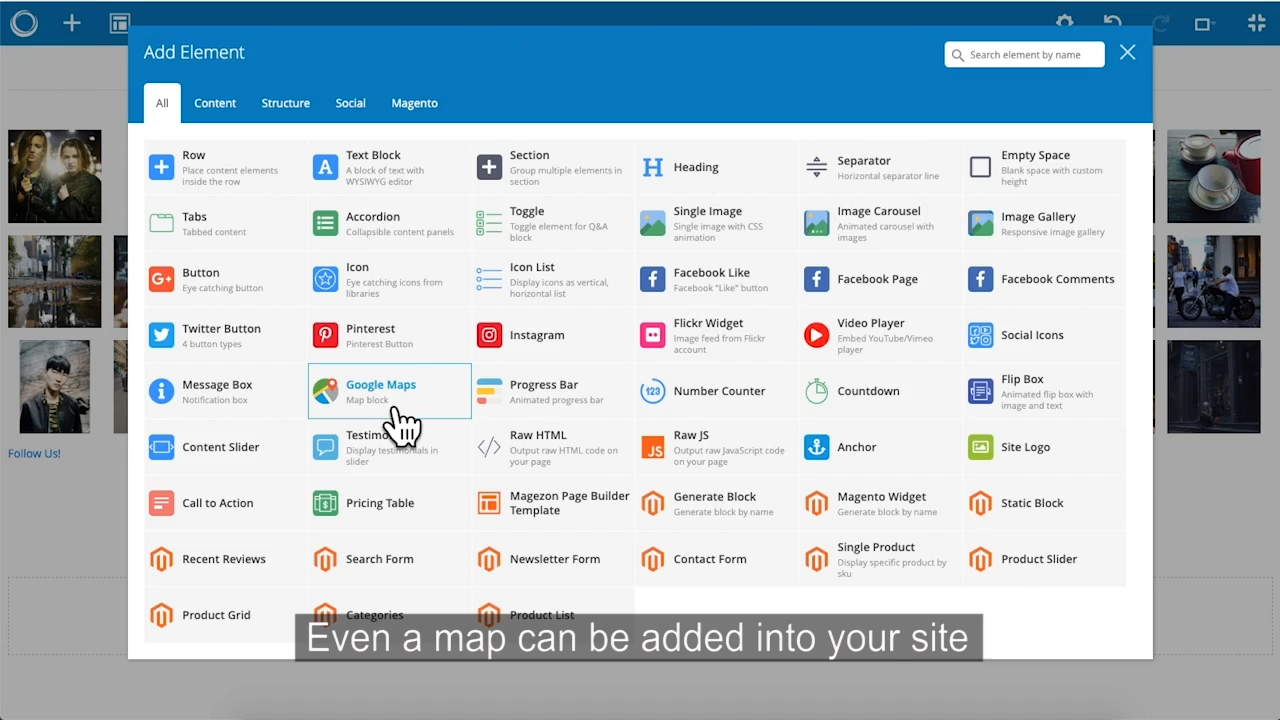 Add Element
Search element by name
All
Content
Structure
Social
Magento
Row
Place content elements
inside the row
Text Block
A block of text with
WYSIWYG editor
Section
Group multiple elements in
section
Heading
Separator
Horizontal separator line
Empty Space
Blank space with custom
height
Tabs
Tabbed content
Accordion
Collapsible content panels
Toggle
Toggle element for Q&A
block
Single Image
Single image with CSS
animation
Image Carousel
Animated carousel with
images
Image Gallery
Responsive image gallery
Button
Eye catching button
Icon
Eye catching icons from
libraries
Icon List
Display icons as vertical,
horizontal list
Facebook Like
Facebook "Like" button
Facebook Page
Facebook Comments
Twitter Button
4 button types
Pinterest
Pinterest Button
Instagram
Flickr Widget
Image feed from Flickr
account
Video Player
Embed YouTube/Vimeo
player
Social Icons
Message Box
Notification box
Google Maps
Map block
Progress Bar
Animated progress bar
123
Number Counter
Countdown
Flip Box
Animated flip box with
image and text
Content Slider
Display testimonials in
slider
Raw HTML
Output raw HTML code on
your page
JS
Raw JS
Output raw JavaScript code
on your page
Anchor
Site Logo
Follow Us!
Call to Action
Pricing Table
Magezon Page Builder
Template
Generate Block
Generate block by name
Magento Widget
Generate block by name
Static Block
Recent Reviews
Search Form
Newsletter Form
Contact Form
Single Product
Display specific product by
sku
Product Slider
Product Grid
Categories
Product List
Even a map can be added into your site